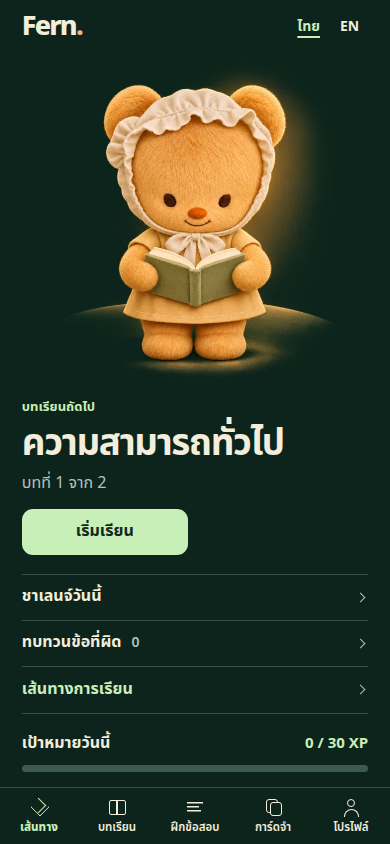 Fern.
ไทย EN
บทเรียนถัดไป
ความสามารถทั่วไป
บทที่ 1 จาก 2
เริ่มเรียน
ชาเลนจ์วันนี้
ทบทวนข้อที่ผิด 0
เส้นทางการเรียน
เป้าหมายวันนี้ 0 / 30 XP
เส้นทาง บทเรียน ฝึกข้อสอบ การ์ดจำ โปรไฟล์